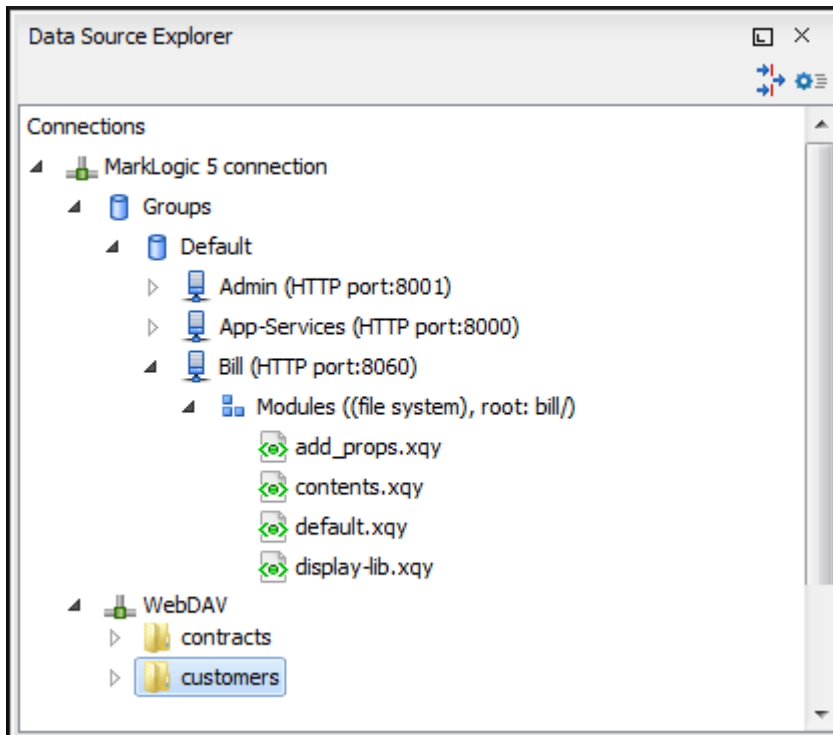 Data Source Explorer
Connections
MarkLogic 5 connection
Groups
Default
Admin (HTTP port:8001)
App-Services (HTTP port:8000)
Bill (HTTP port:8060)
Modules ((file system), root: bill/)
add_props.xqy
contents.xqy
default.xqy
display-lib.xqy
WebDAV
contracts
customers